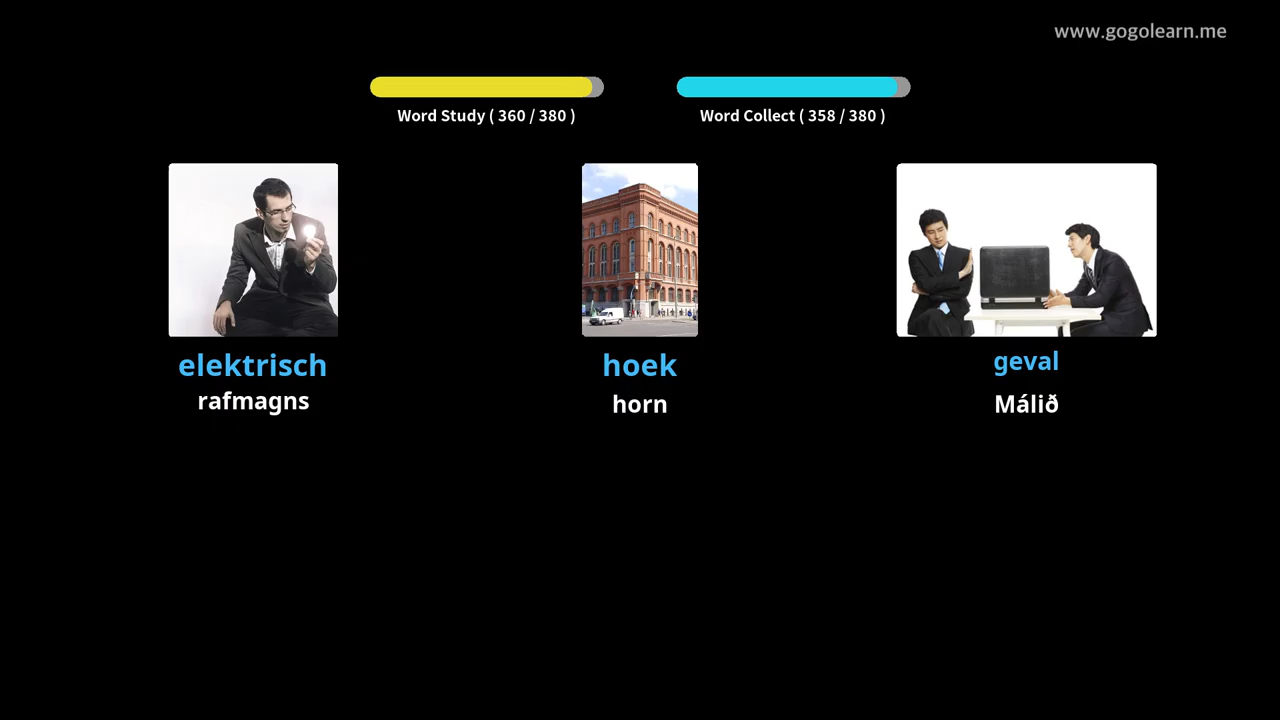 www.gogolearn.me
Word Study ( 360 / 380 )
Word Collect ( 358 / 380 )
elektrisch
rafmagns
hoek
horn
geval
Málið